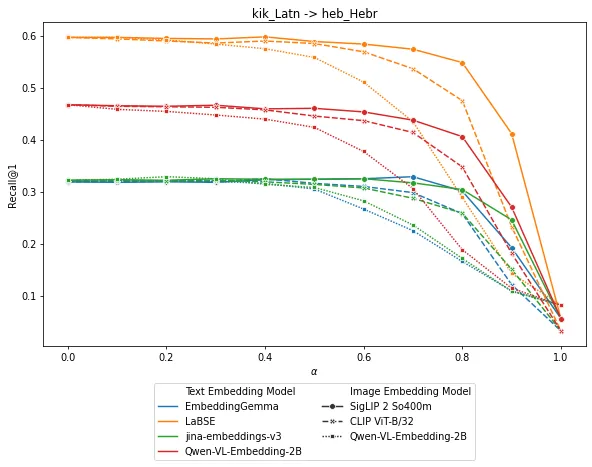 kik_Latn -> heb_Hebr
Recall@1
0.6
0.5
0.4
0.3
0.2
0.1
0.0 0.2 0.4 0.6 0.8 1.0
α
Text Embedding Model
EmbeddingGemma
LaBSE
jina-embeddings-v3
Qwen-VL-Embedding-2B
Image Embedding Model
SigLIP 2 So400m
CLIP ViT-B/32
Qwen-VL-Embedding-2B